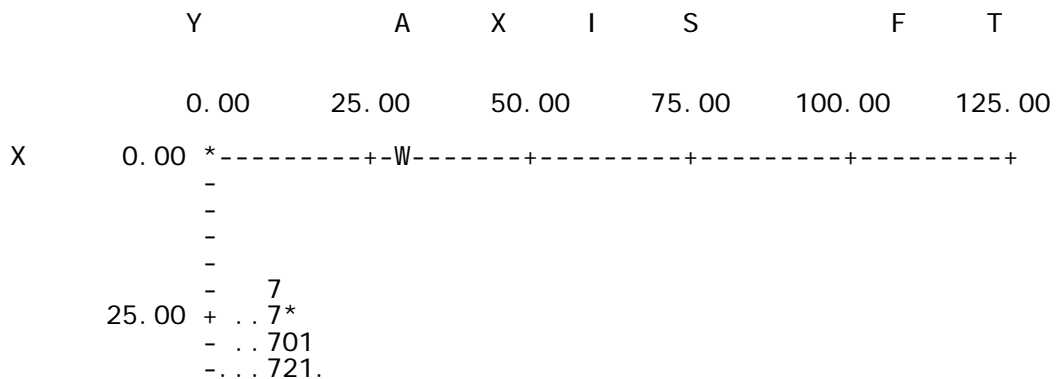 Y A X I S F T
0.00 25.00 50.00 75.00 100.00 125.00
X 0.00 *---------+-W-------+---------+---------+---------+
-
-
-
-
- 7
25.00 + ..7*
- ..701
-...721.